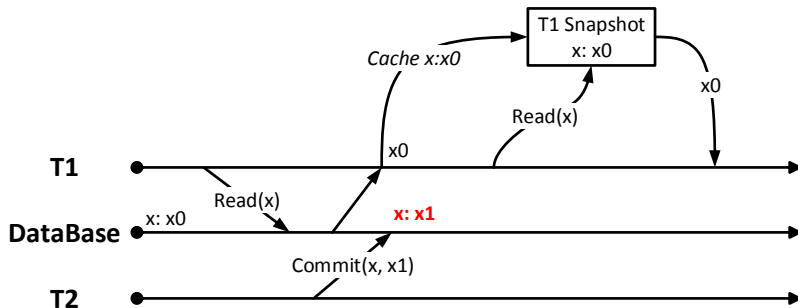 T1 Snapshot
x: x0
Cache x:x0
x0
Read(x)
x0
T1
Read(x)
x: x0
x: x1
DataBase
Commit(x, x1)
T2